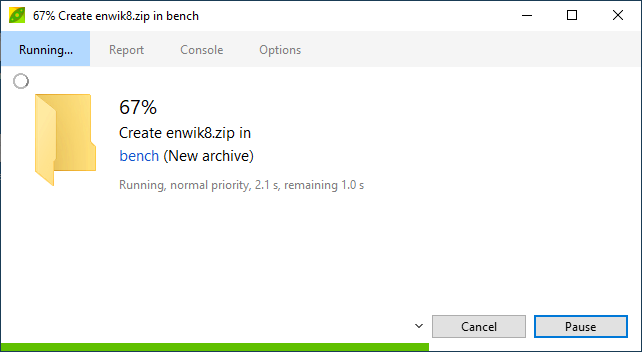 67% Create enwik8.zip in bench
Running... Report Console Options
67%
Create enwik8.zip in
bench (New archive)
Running, normal priority, 2.1 s, remaining 1.0 s
Cancel Pause